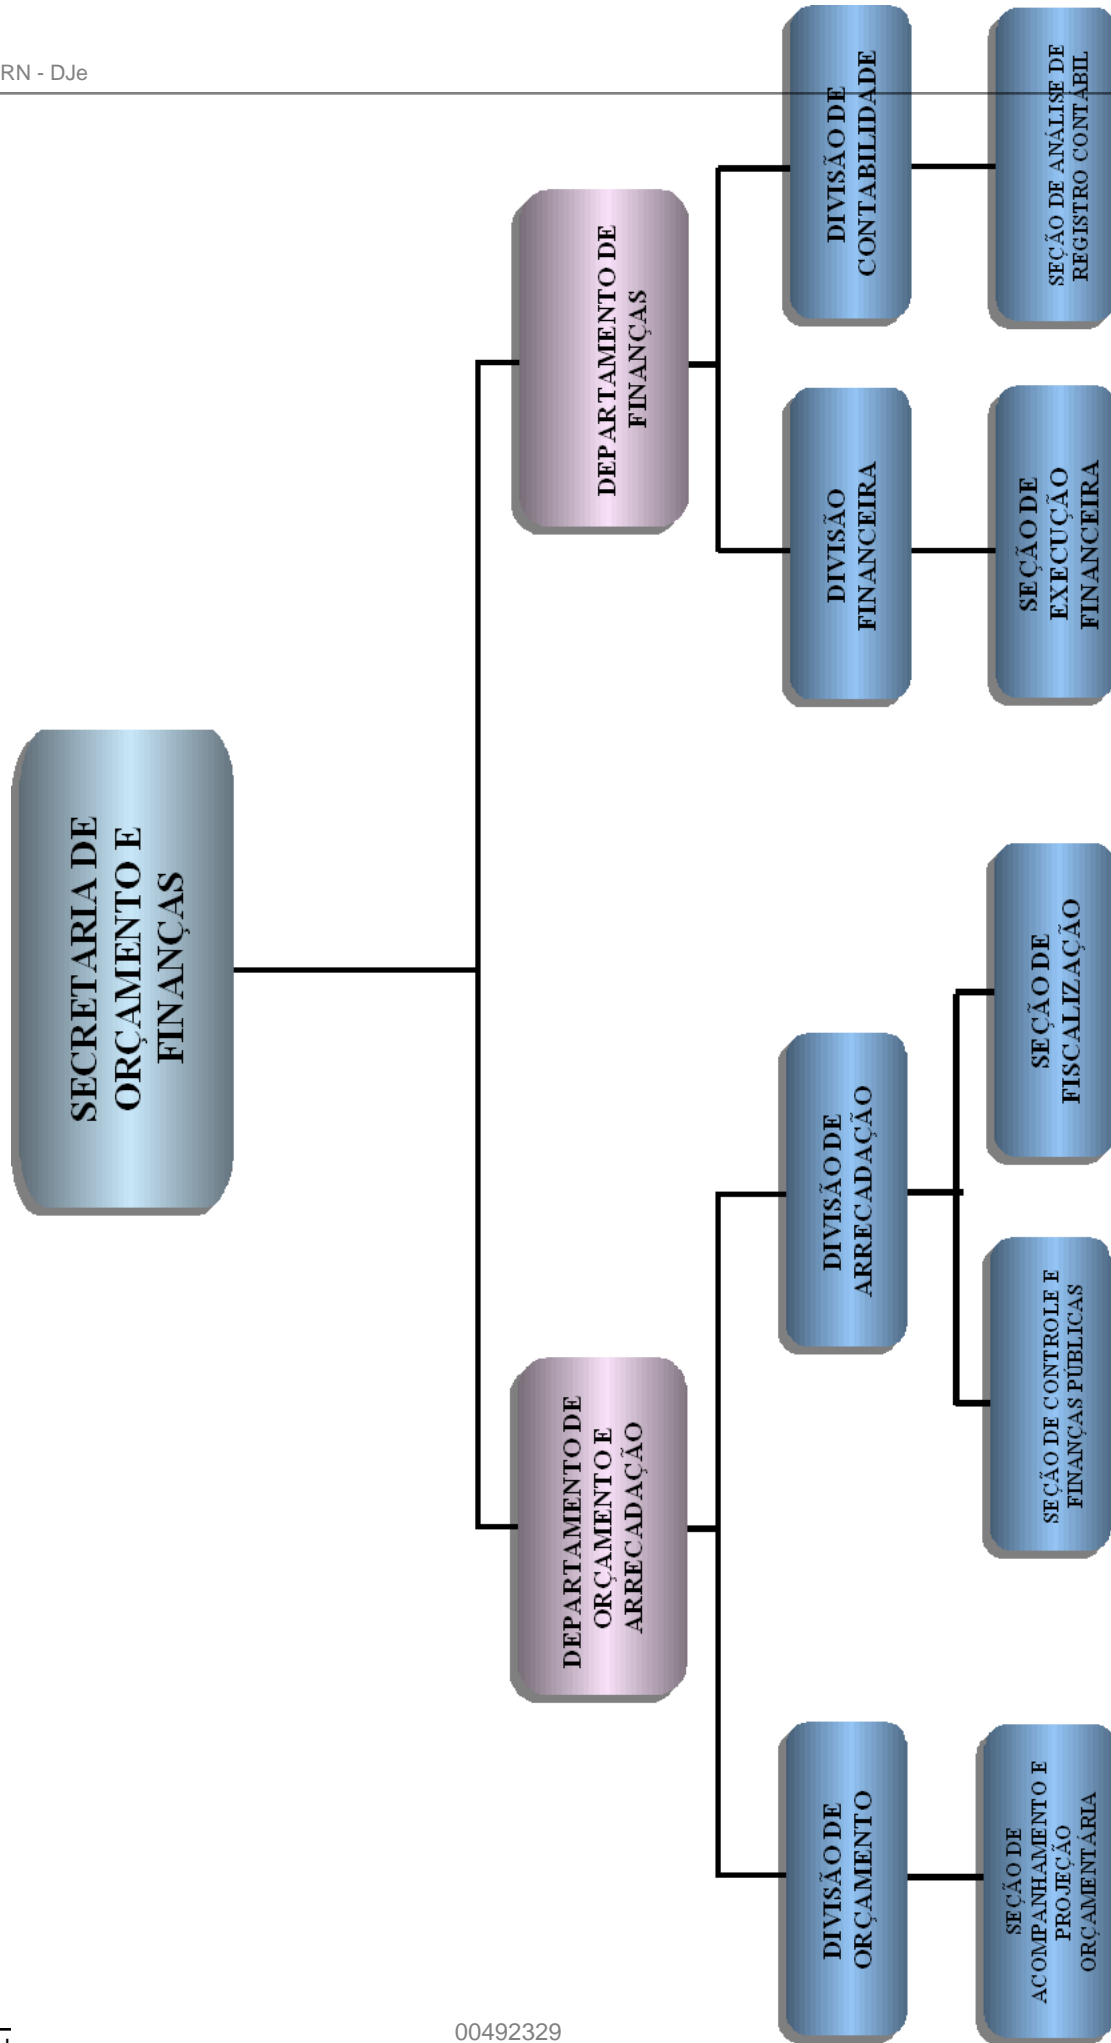 RN - DJe
SECRETARIA DE
ORÇAMENTO E
FINANÇAS
DEPARTAMENTO DE
ORÇAMENTO E
ARRECADAÇÃO
DEPARTAMENTO DE
FINANÇAS
DIVISÃO DE
ORÇAMENTO
DIVISÃO DE
ARRECADAÇÃO
DIVISÃO
FINANCEIRA
DIVISÃO DE
CONTABILIDADE
SEÇÃO DE
ACOMPANHAMENTO E
PROJEÇÃO
ORÇAMENTÁRIA
SEÇÃO DE CONTROLE E
FINANÇAS PÚBLICAS
SEÇÃO DE
FISCALIZAÇÃO
SEÇÃO DE
EXECUÇÃO
FINANCEIRA
SEÇÃO DE ANÁLISE DE
REGISTRO CONTÁBIL
00492329